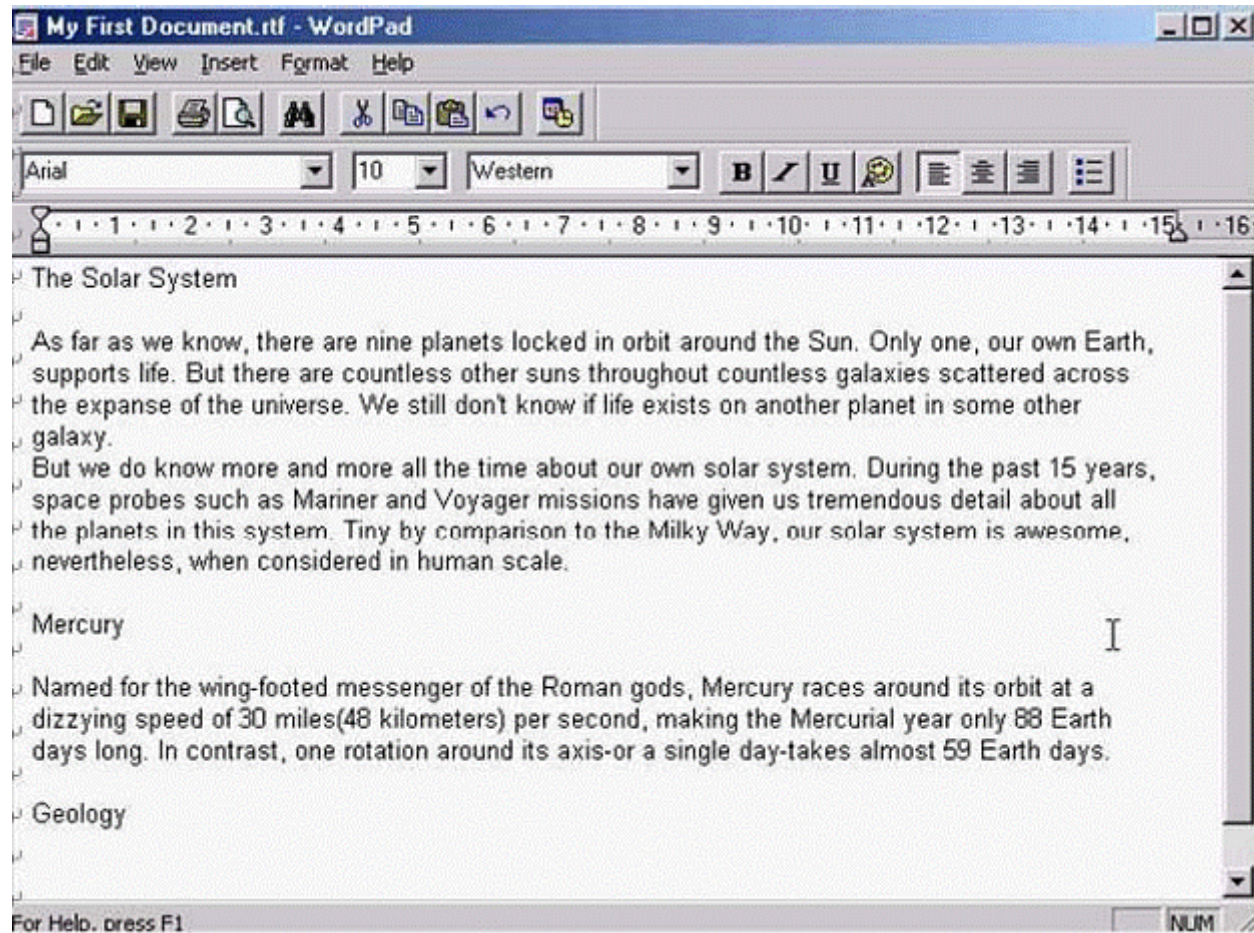 My First Document.rtf - WordPad
File Edit View Insert Format Help
Arial 10 Western B I U
1 2 3 4 5 6 7 8 9 10 11 12 13 14 15 16
The Solar System
As far as we know, there are nine planets locked in orbit around the Sun. Only one, our own Earth,
supports life. But there are countless other suns throughout countless galaxies scattered across
the expanse of the universe. We still don't know if life exists on another planet in some other
galaxy.
But we do know more and more all the time about our own solar system. During the past 15 years,
space probes such as Mariner and Voyager missions have given us tremendous detail about all
the planets in this system. Tiny by comparison to the Milky Way, our solar system is awesome,
nevertheless, when considered in human scale.
Mercury
Named for the wing-footed messenger of the Roman gods, Mercury races around its orbit at a
dizzying speed of 30 miles(48 kilometers) per second, making the Mercurial year only 88 Earth
days long. In contrast, one rotation around its axis-or a single day-takes almost 59 Earth days.
Geology
For Help, press F1 NUM